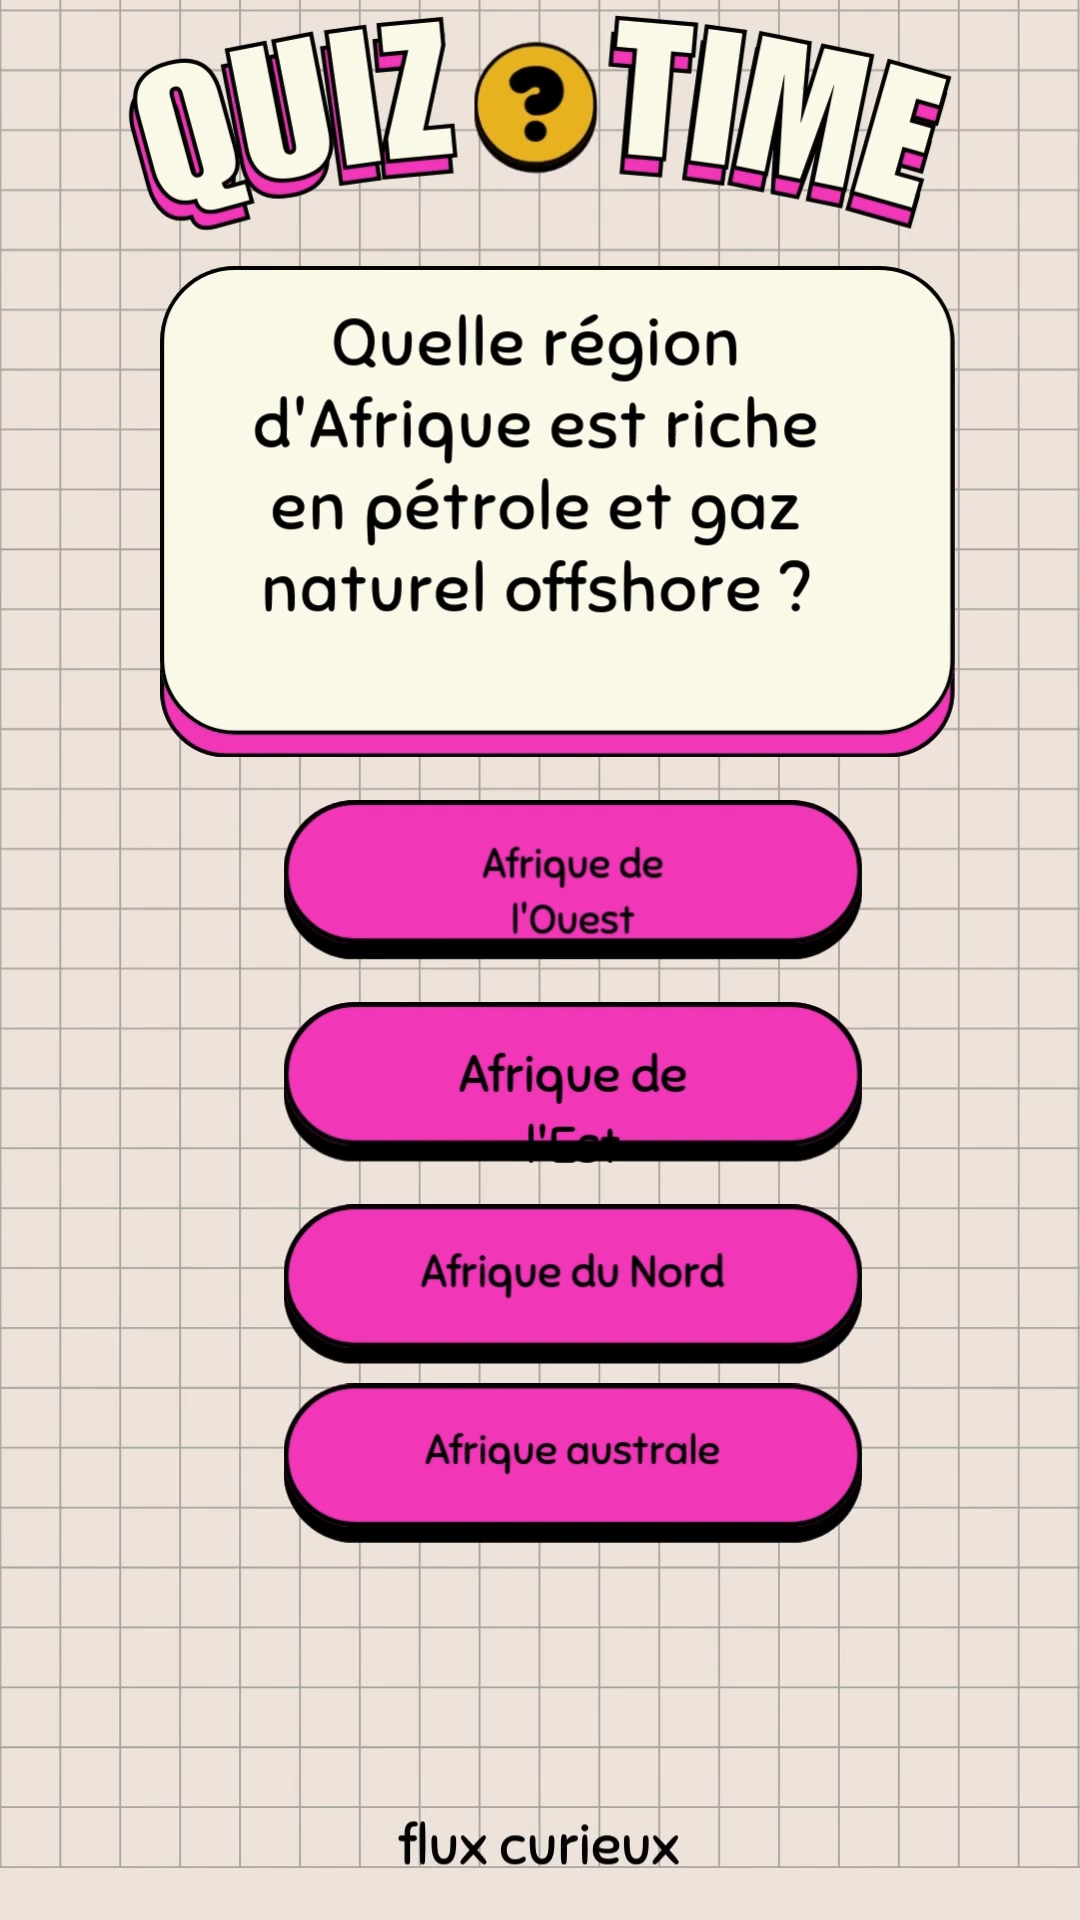 QUIZ ? TIME
Quelle région
d'Afrique est riche
en pétrole et gaz
naturel offshore ?
Afrique de
l'Ouest
Afrique de
l'Est
Afrique du Nord
Afrique australe
flux curieux